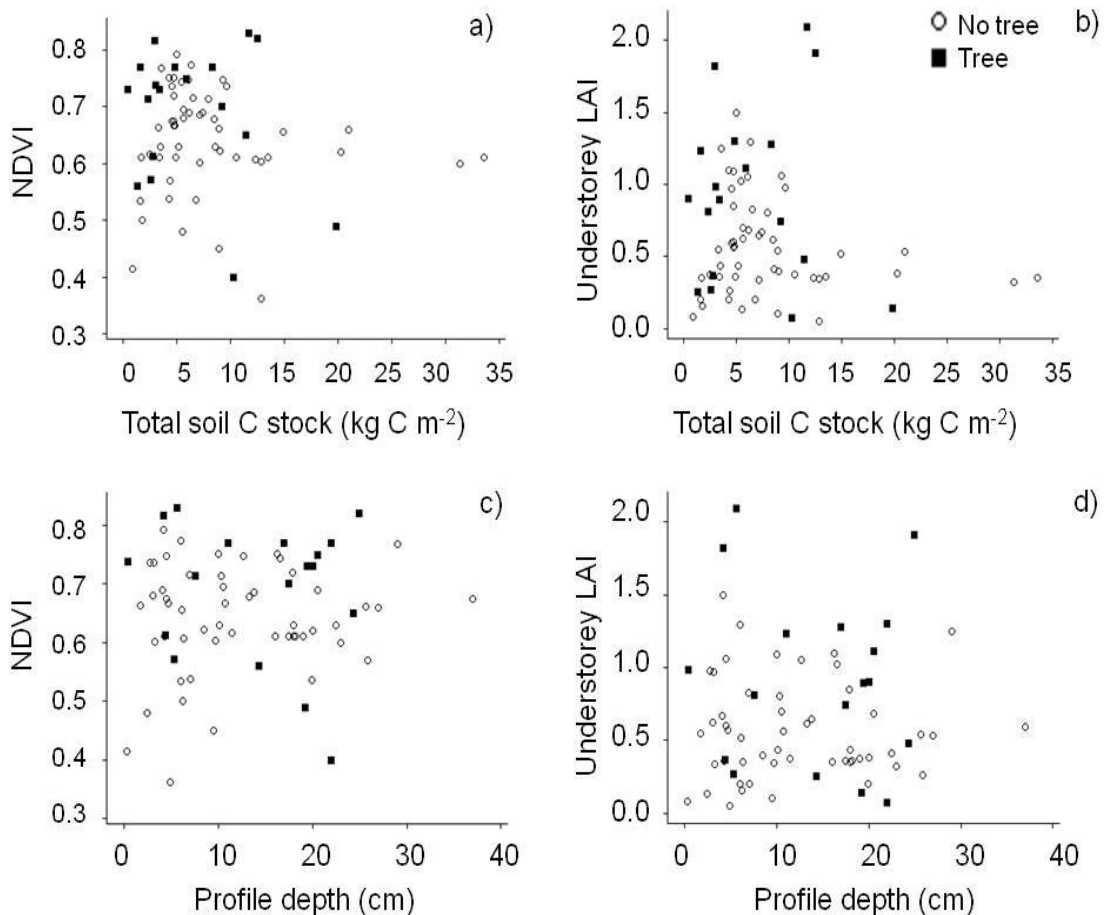 a)
NDVI
0.8
0.7
0.6
0.5
0.4
0.3
0 5 10 15 20 25 30 35
Total soil C stock (kg C m-2)
b)
No tree
Tree
Understorey LAI
2.0
1.5
1.0
0.5
0.0
0 5 10 15 20 25 30 35
Total soil C stock (kg C m-2)
c)
NDVI
0.8
0.7
0.6
0.5
0.4
0.3
0 10 20 30 40
Profile depth (cm)
d)
Understorey LAI
2.0
1.5
1.0
0.5
0.0
0 10 20 30 40
Profile depth (cm)